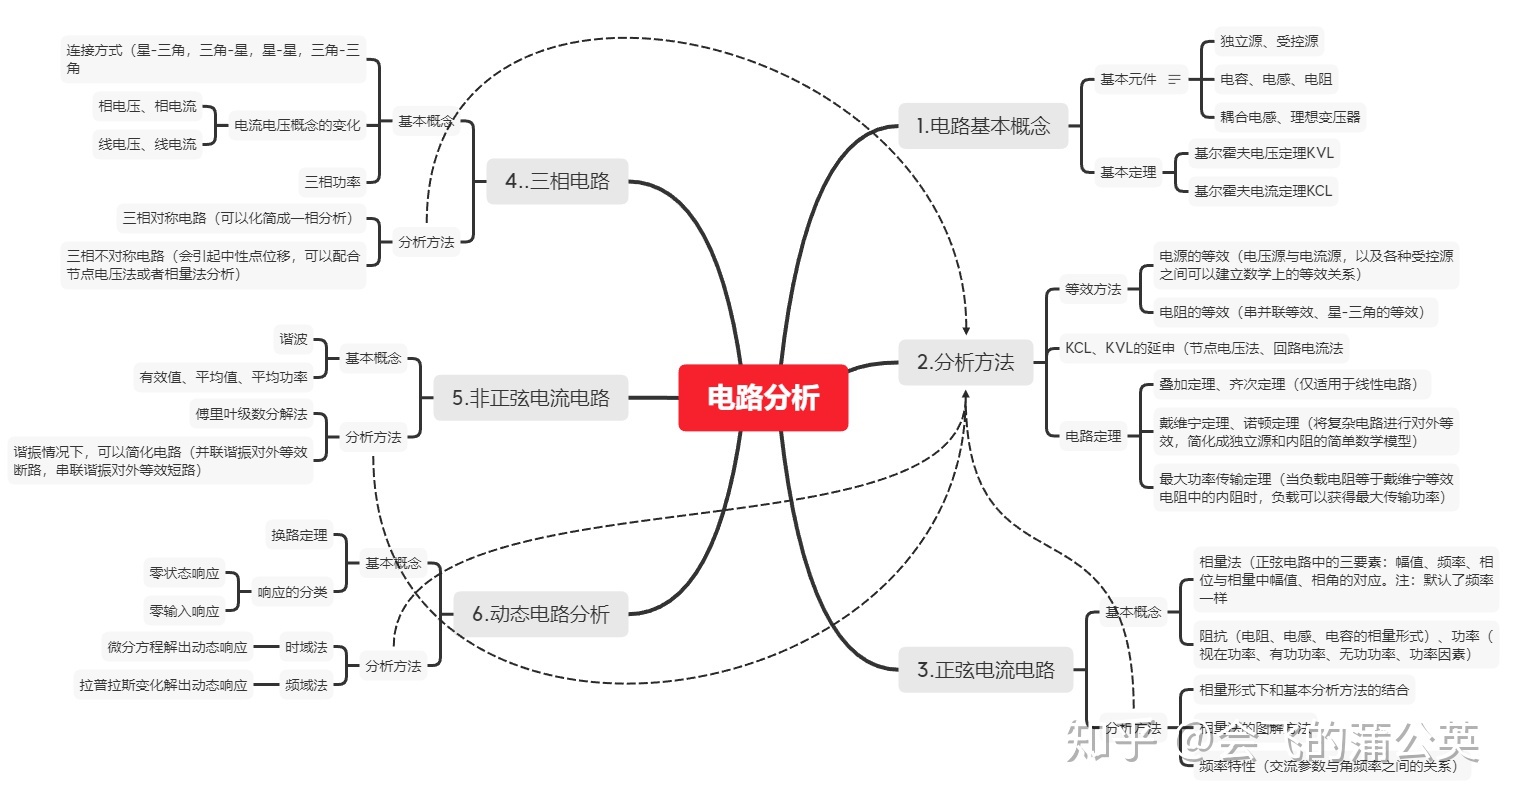 电路分析
1.电路基本概念
基本元件
独立源、受控源
电容、电感、电阻
耦合电感、理想变压器
基本定理
基尔霍夫电压定理KVL
基尔霍夫电流定理KCL
2.分析方法
等效方法
电源的等效（电压源与电流源，以及各种受控源
之间可以建立数学上的等效关系）
电阻的等效（串并联等效、星-三角的等效）
KCL、KVL的延申（节点电压法、回路电流法
电路定理
叠加定理、齐次定理（仅适用于线性电路）
戴维宁定理、诺顿定理（将复杂电路进行对外等
效，简化成独立源和内阻的简单数学模型）
最大功率传输定理（当负载电阻等于戴维宁等效
电阻中的内阻时，负载可以获得最大传输功率）
3.正弦电流电路
基本概念
相量法（正弦电路中的三要素：幅值、频率、相
位与相量中幅值、相角的对应。注：默认了频率
一样
阻抗（电阻、电感、电容的相量形式）、功率（
视在功率、有功功率、无功功率、功率因素）
分析方法
相量形式下和基本分析方法的结合
相量法的图解方法
频率特性（交流参数与角频率之间的关系）
4..三相电路
基本概念
连接方式（星-三角，三角-星，星-星，三角-三
角
电流电压概念的变化
相电压、相电流
线电压、线电流
三相功率
分析方法
三相对称电路（可以化简成一相分析）
三相不对称电路（会引起中性点位移，可以配合
节点电压法或者相量法分析）
5.非正弦电流电路
基本概念
谐波
有效值、平均值、平均功率
分析方法
傅里叶级数分解法
谐振情况下，可以简化电路（并联谐振对外等效
断路，串联谐振对外等效短路）
6.动态电路分析
基本概念
换路定理
响应的分类
零状态响应
零输入响应
分析方法
时域法
微分方程解出动态响应
频域法
拉普拉斯变化解出动态响应
知乎 @会飞的蒲公英